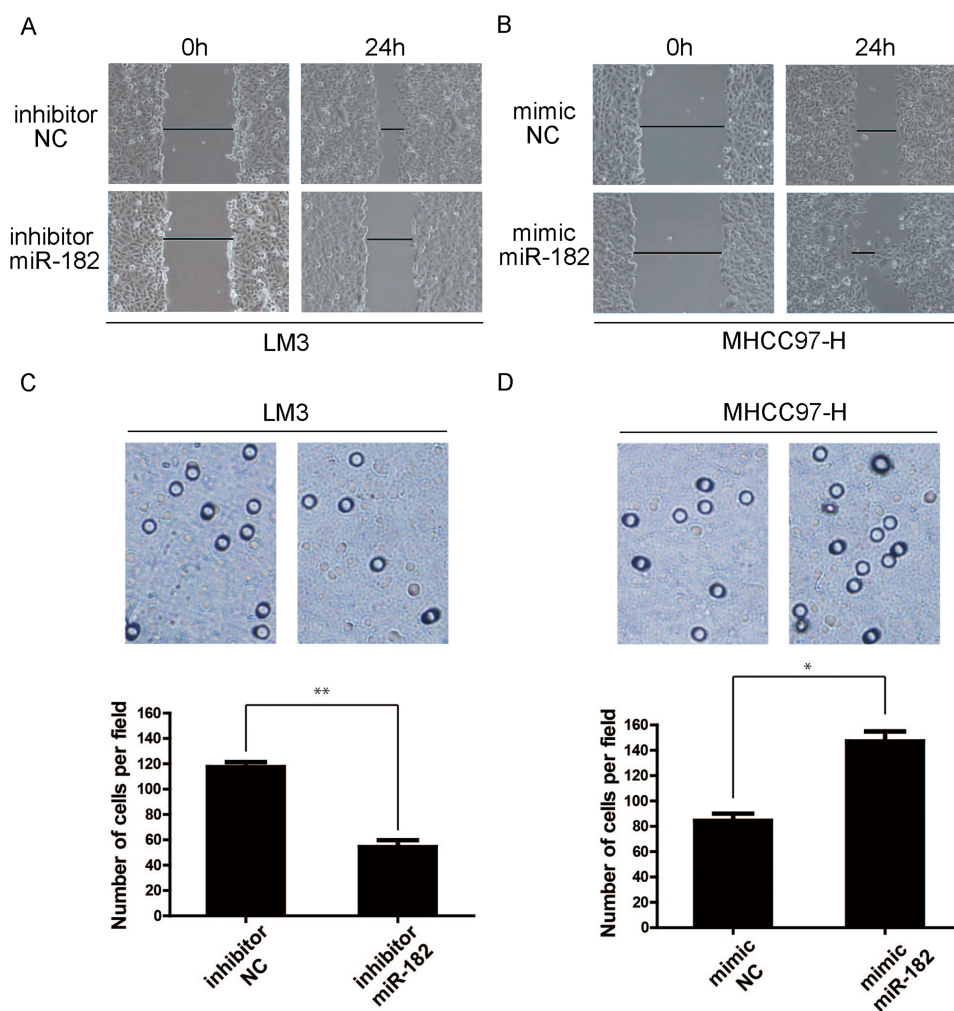 A
B
0h
24h
0h
24h
inhibitor
NC
mimic
NC
inhibitor
miR-182
mimic
miR-182
LM3
MHCC97-H
C
D
LM3
MHCC97-H
**
*
Number of cells per field
160
140
120
100
80
60
40
20
0
inhibitor
NC
inhibitor
miR-182
Number of cells per field
160
140
120
100
80
60
40
20
0
mimic
NC
mimic
miR-182